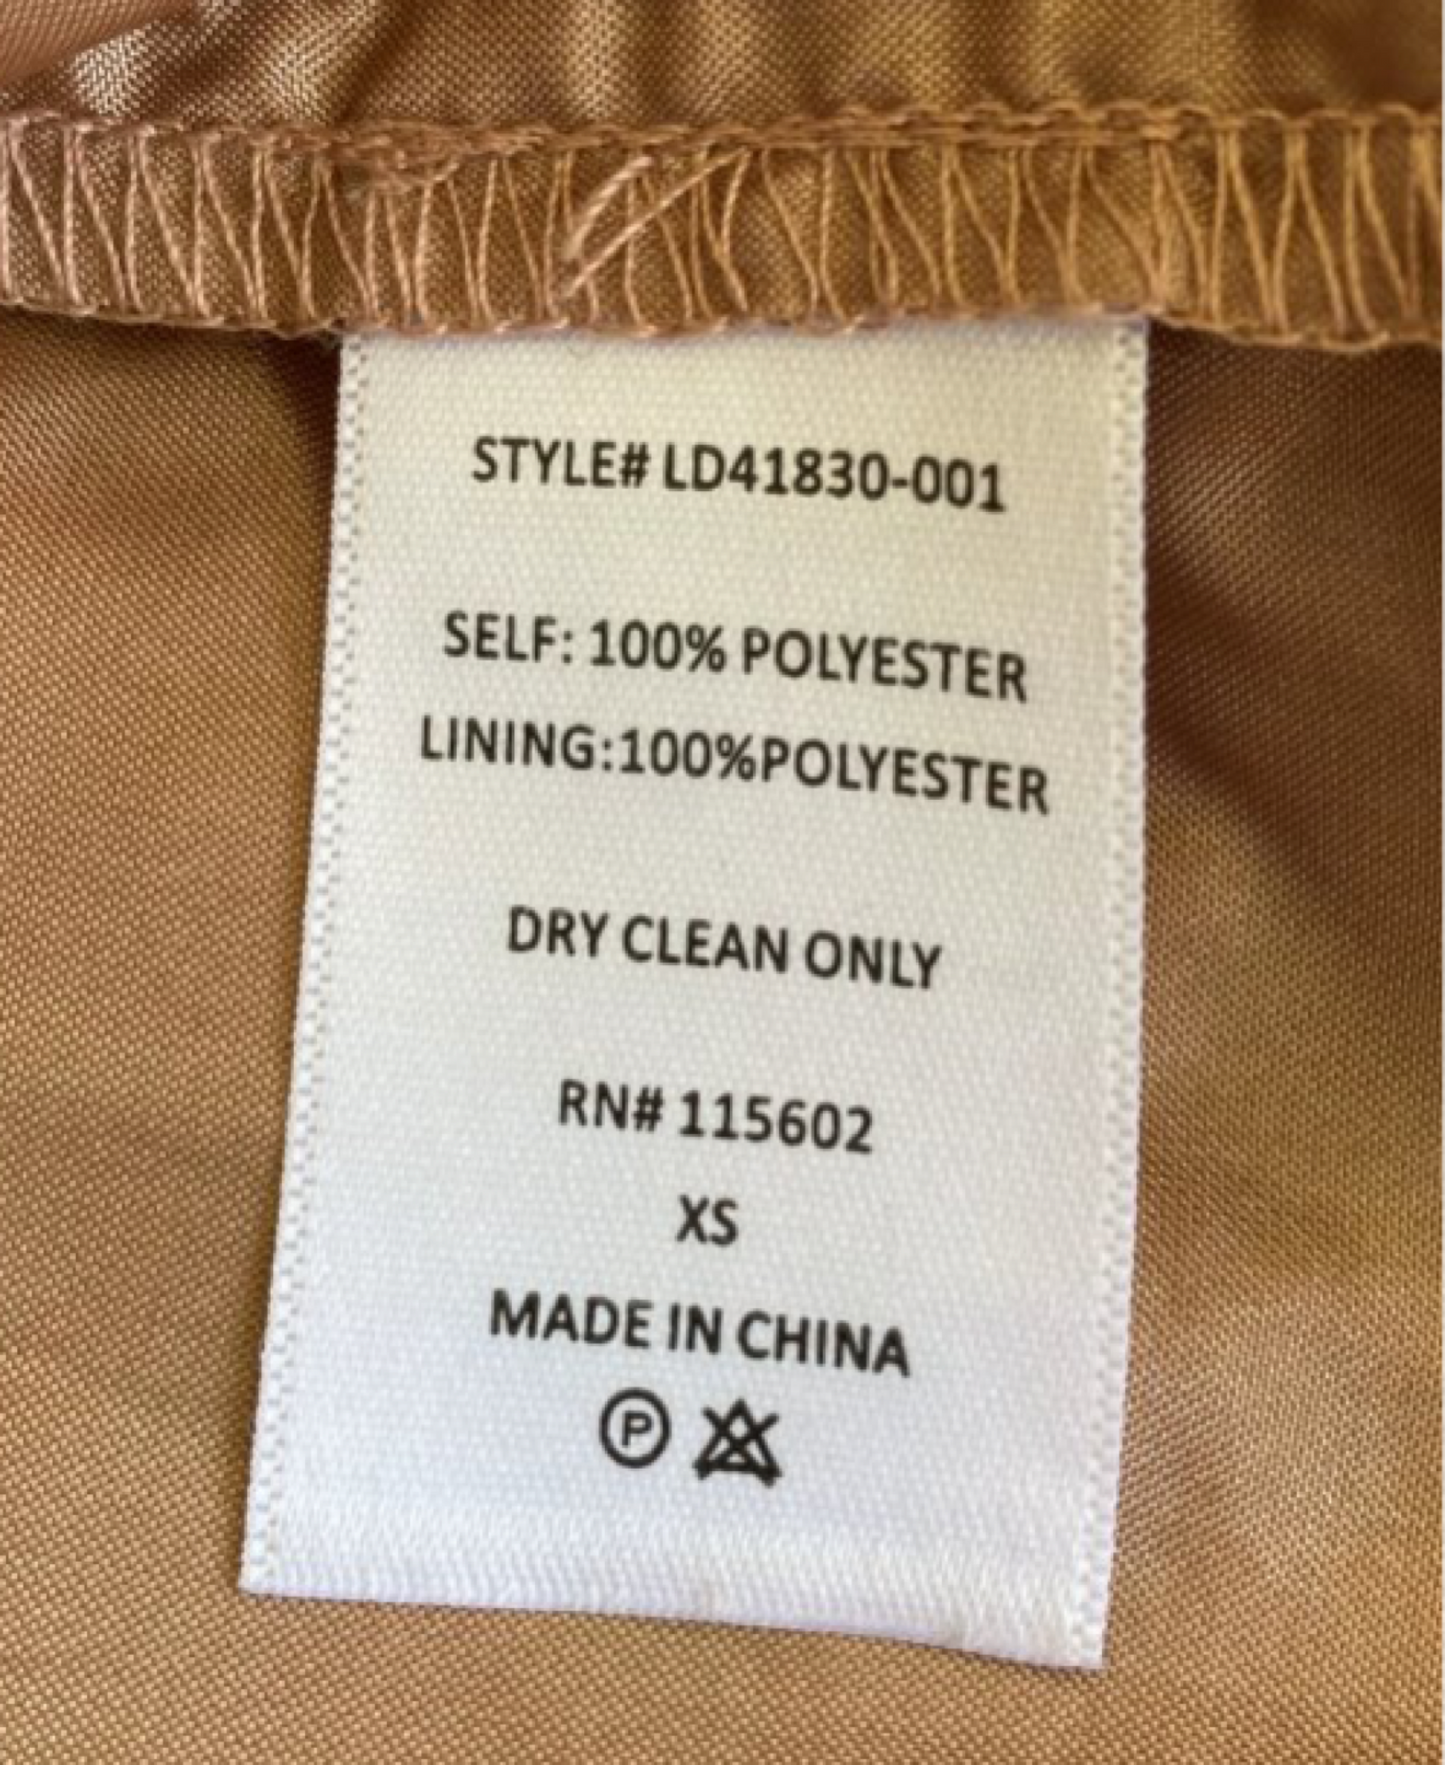 STYLE# LD41830-001
SELF: 100% POLYESTER
LINING:100%POLYESTER
DRY CLEAN ONLY
RN# 115602
XS
MADE IN CHINA
P